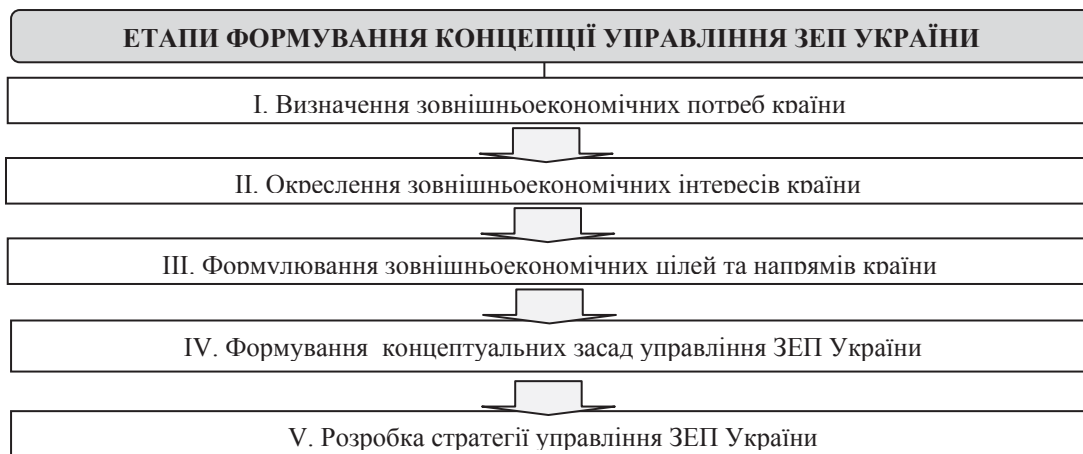 ЕТАПИ ФОРМУВАННЯ КОНЦЕПЦІЇ УПРАВЛІННЯ ЗЕП УКРАЇНИ
I. Визначення зовнішньоекономічних потреб країни
II. Окреслення зовнішньоекономічних інтересів країни
III. Формулювання зовнішньоекономічних цілей та напрямів країни
IV. Формування концептуальних засад управління ЗЕП України
V. Розробка стратегії управління ЗЕП України